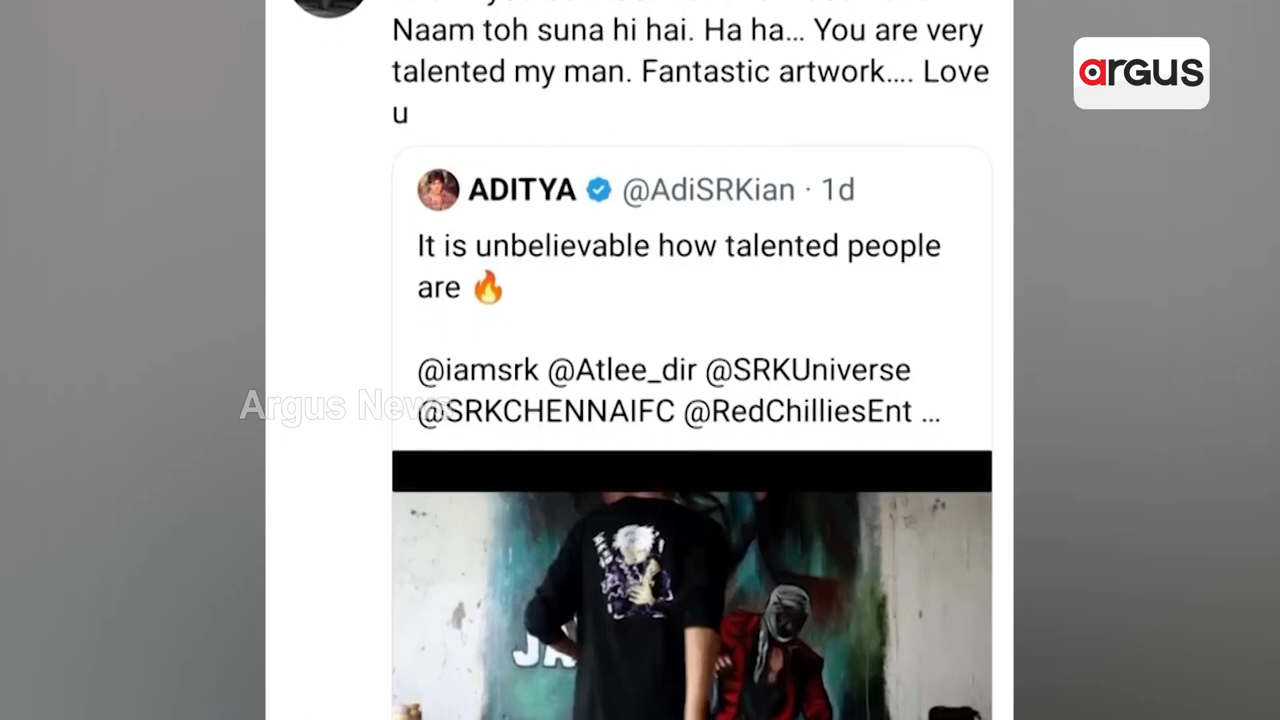 Naam toh suna hi hai. Ha ha... You are very
talented my man. Fantastic artwork.... Love
u
argus
ADITYA @AdiSRKian · 1d
It is unbelievable how talented people
are 🔥
@iamsrk @Atlee_dir @SRKUniverse
@SRKCHENNAIFC @RedChilliesEnt ...
Argus News
JA